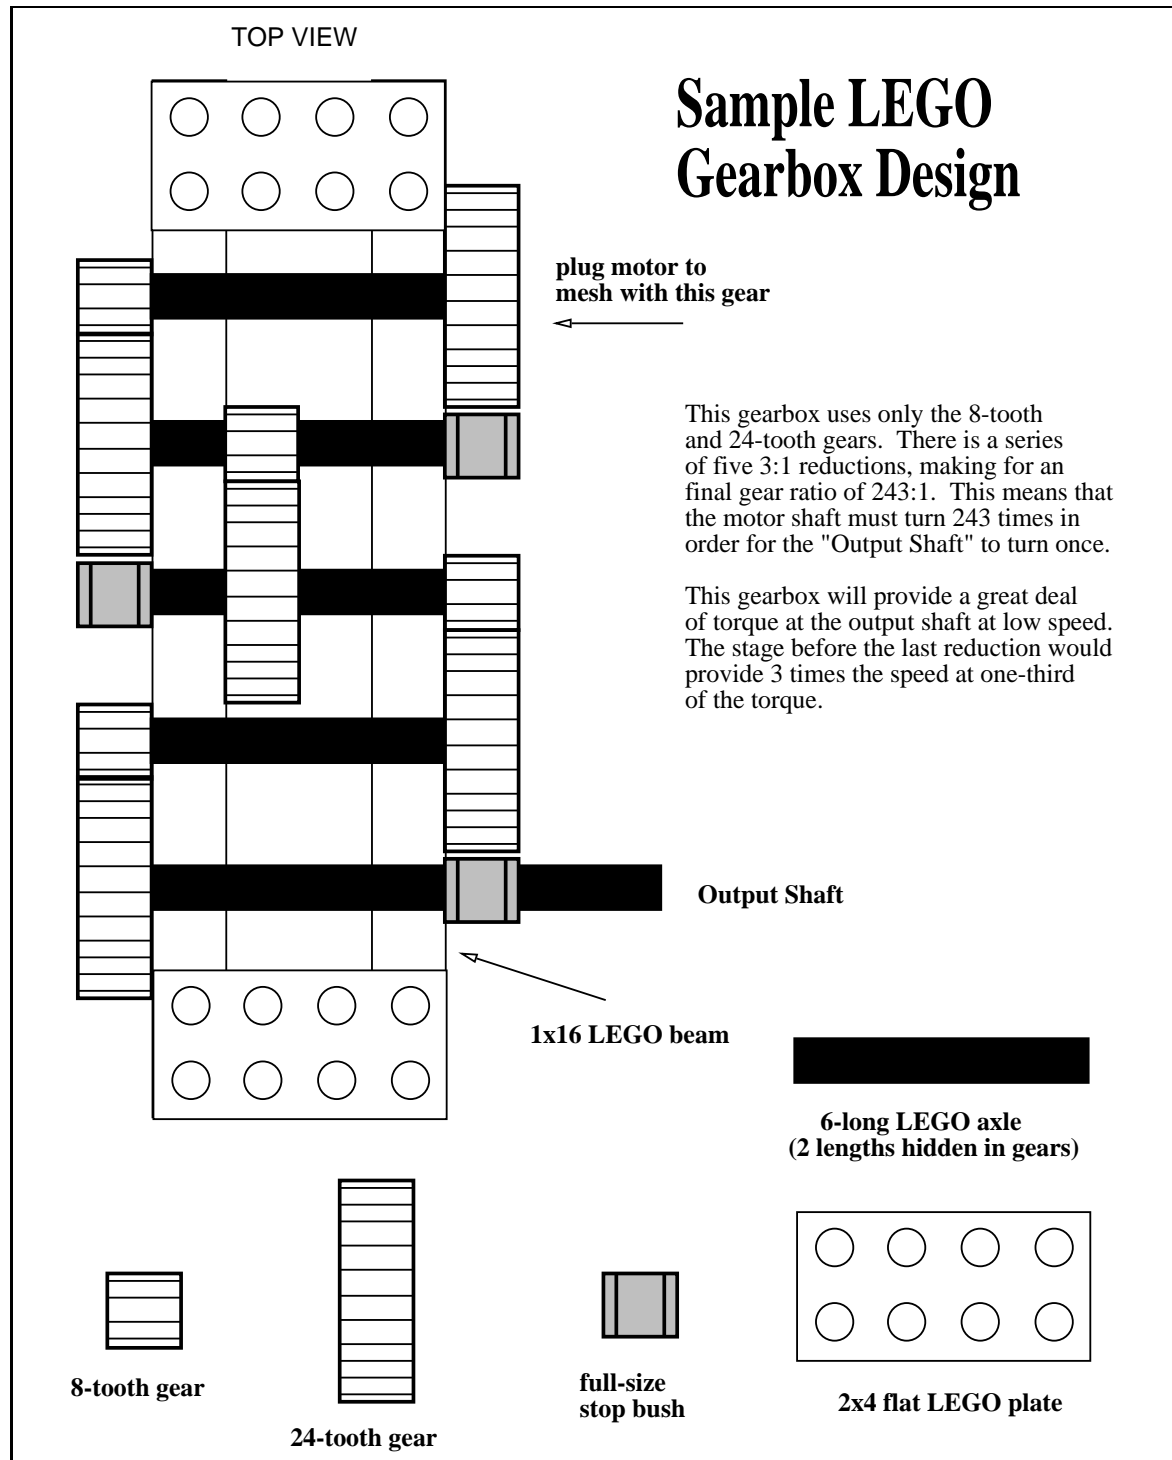 TOP VIEW
Sample LEGO
Gearbox Design
plug motor to
mesh with this gear
This gearbox uses only the 8-tooth
and 24-tooth gears.  There is a series
of five 3:1 reductions, making for an
final gear ratio of 243:1.  This means that
the motor shaft must turn 243 times in
order for the "Output Shaft" to turn once.
This gearbox will provide a great deal
of torque at the output shaft at low speed.
The stage before the last reduction would
provide 3 times the speed at one-third
of the torque.
Output Shaft
1x16 LEGO beam
6-long LEGO axle
(2 lengths hidden in gears)
8-tooth gear
24-tooth gear
full-size
stop bush
2x4 flat LEGO plate